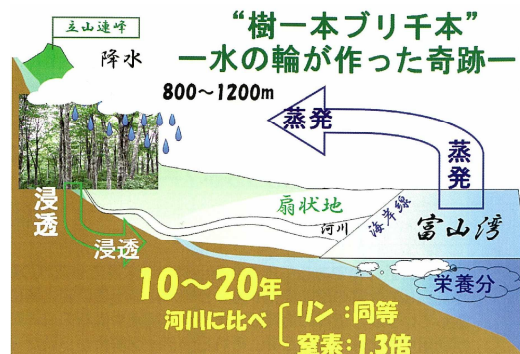 “樹一本ブリ千本”
―水の輪が作った奇跡―
立山連峰
降水
800～1200m
蒸発
蒸発
浸透
浸透
扇状地
河川
海岸線
富山湾
栄養分
10～20年
河川に比べ
リン：同等
窒素：1.3倍